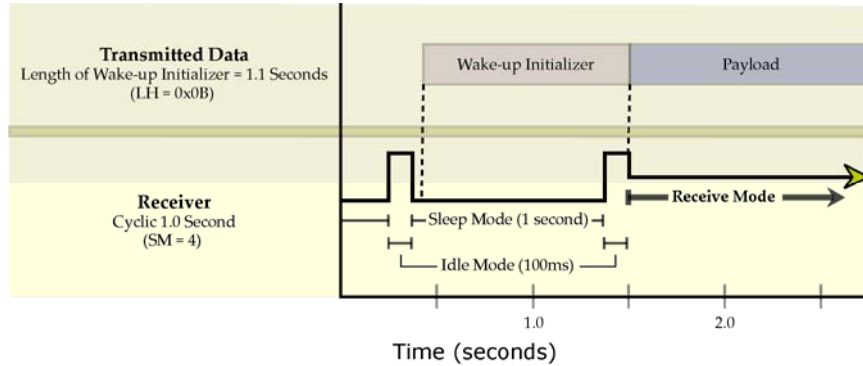 Transmitted Data
Length of Wake-up Initializer = 1.1 Seconds
(LH = 0x0B)
Wake-up Initializer
Payload
Receiver
Cyclic 1.0 Second
(SM = 4)
Receive Mode
Sleep Mode (1 second)
Idle Mode (100ms)
1.0
2.0
Time (seconds)